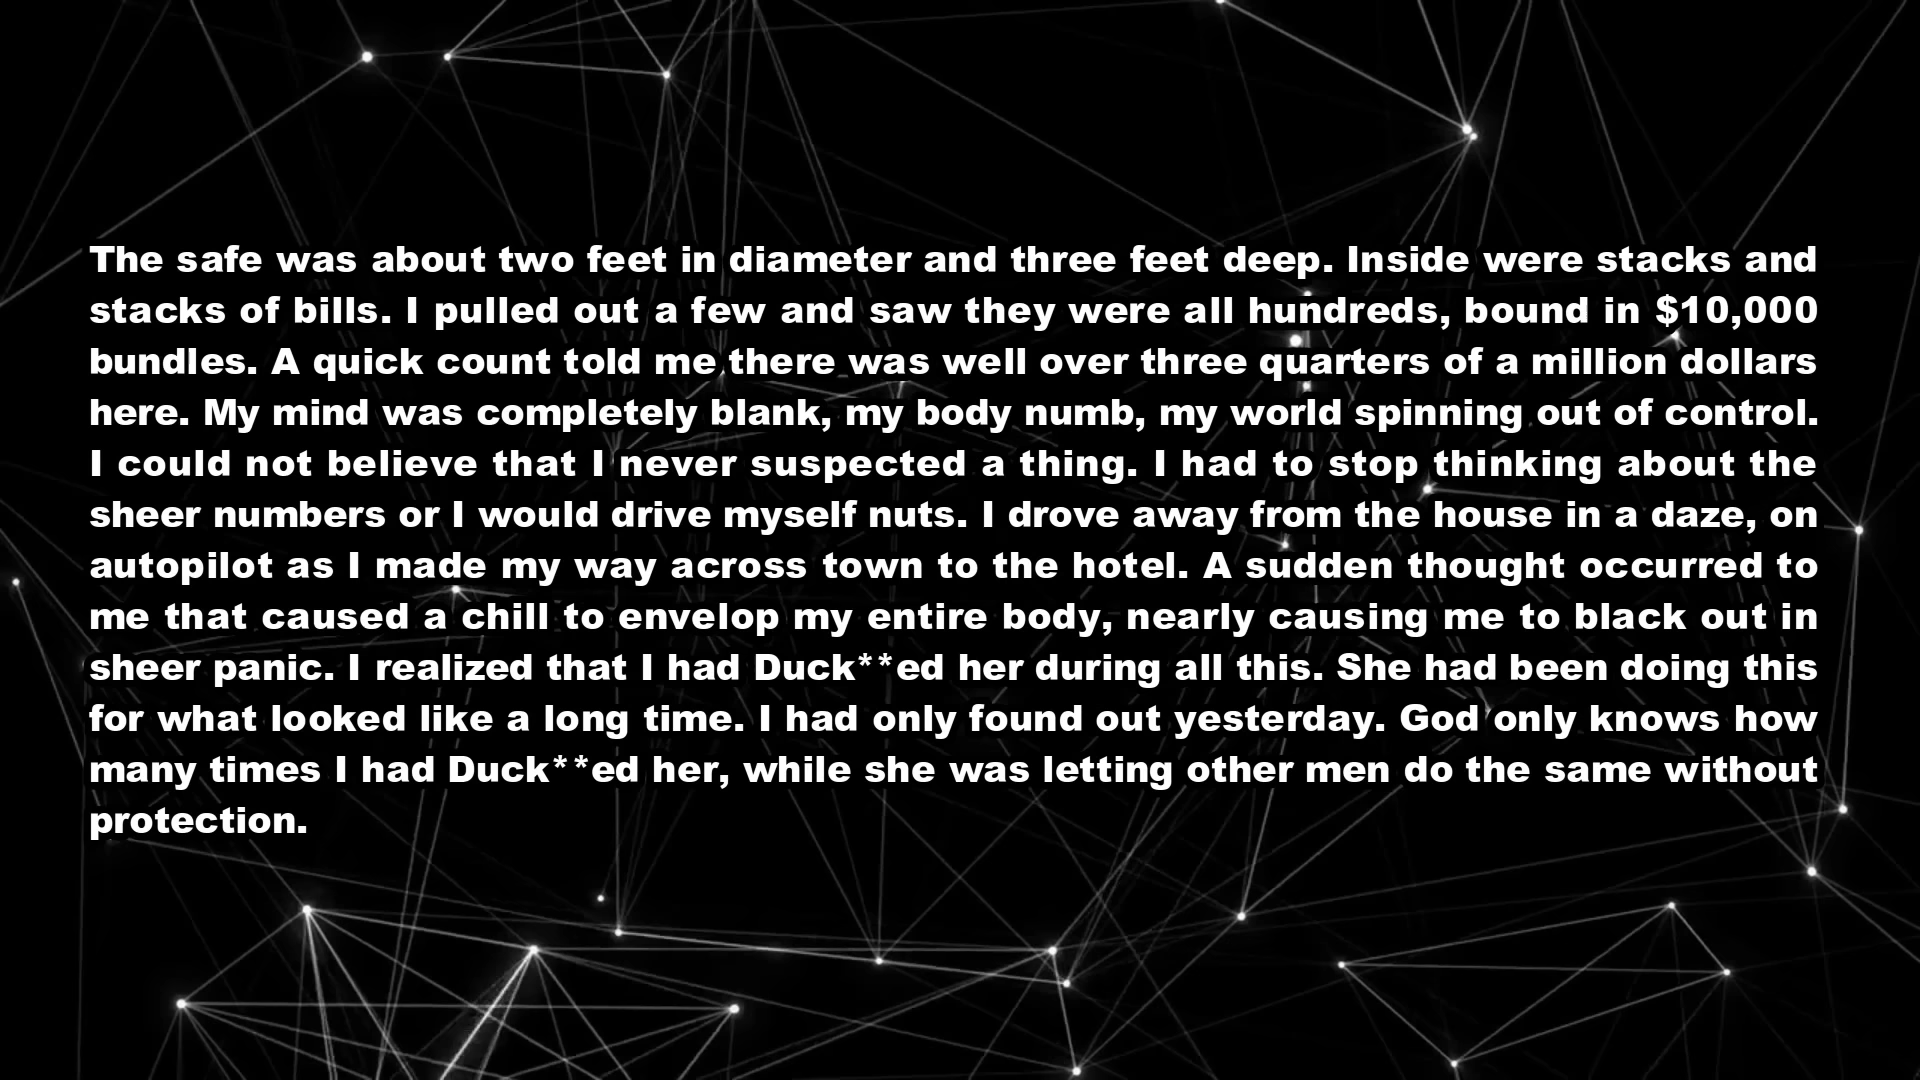 The safe was about two feet in diameter and three feet deep. Inside were stacks and
stacks of bills. I pulled out a few and saw they were all hundreds, bound in $10,000
bundles. A quick count told me there was well over three quarters of a million dollars
here. My mind was completely blank, my body numb, my world spinning out of control.
I could not believe that I never suspected a thing. I had to stop thinking about the
sheer numbers or I would drive myself nuts. I drove away from the house in a daze, on
autopilot as I made my way across town to the hotel. A sudden thought occurred to
me that caused a chill to envelop my entire body, nearly causing me to black out in
sheer panic. I realized that I had Duck**ed her during all this. She had been doing this
for what looked like a long time. I had only found out yesterday. God only knows how
many times I had Duck**ed her, while she was letting other men do the same without
protection.